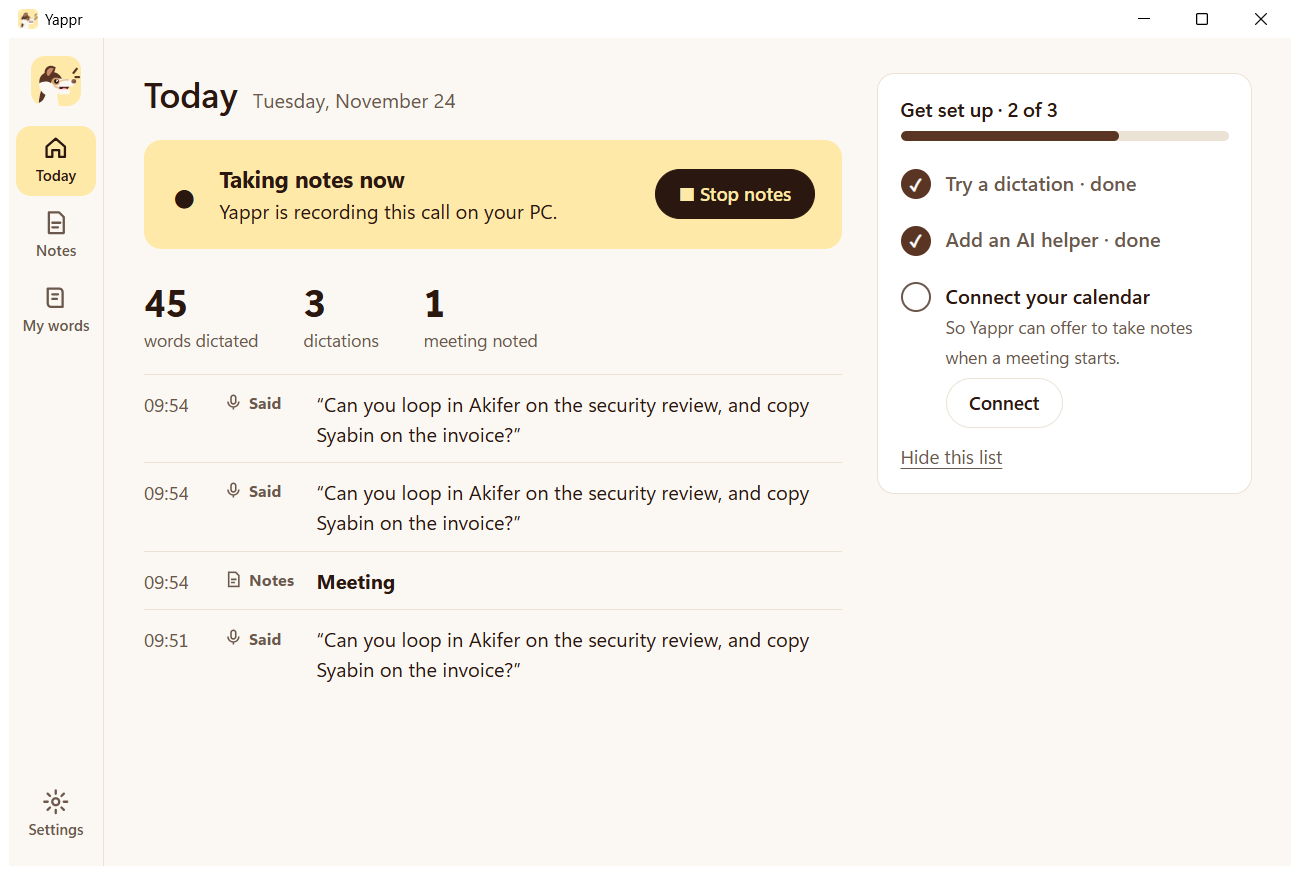 Yappr
Today
Notes
My words
Settings
Today Tuesday, November 24
Taking notes now
Yappr is recording this call on your PC.
Stop notes
45
words dictated
3
dictations
1
meeting noted
09:54 Said “Can you loop in Akifer on the security review, and copy
Syabin on the invoice?”
09:54 Said “Can you loop in Akifer on the security review, and copy
Syabin on the invoice?”
09:54 Notes Meeting
09:51 Said “Can you loop in Akifer on the security review, and copy
Syabin on the invoice?”
Get set up · 2 of 3
Try a dictation · done
Add an AI helper · done
Connect your calendar
So Yappr can offer to take notes
when a meeting starts.
Connect
Hide this list